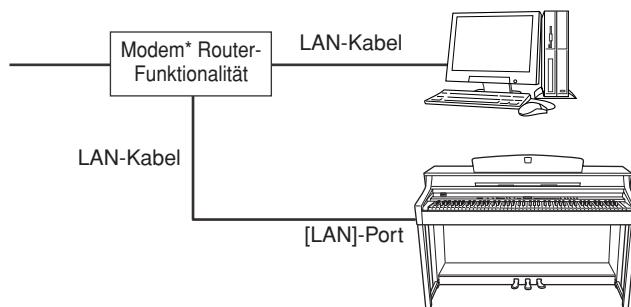 Modem* Router-
Funktionalität
LAN-Kabel
LAN-Kabel
[LAN]-Port